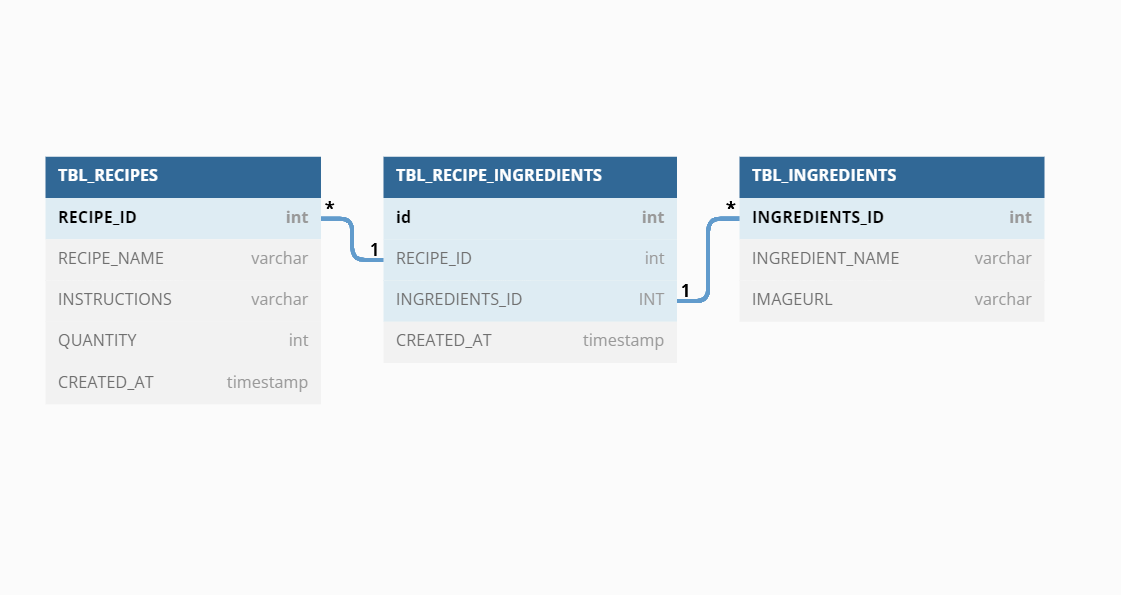 TBL_RECIPES
RECIPE_ID int
RECIPE_NAME varchar
INSTRUCTIONS varchar
QUANTITY int
CREATED_AT timestamp
*
1
TBL_RECIPE_INGREDIENTS
id int
RECIPE_ID int
INGREDIENTS_ID INT
CREATED_AT timestamp
1
*
TBL_INGREDIENTS
INGREDIENTS_ID int
INGREDIENT_NAME varchar
IMAGEURL varchar